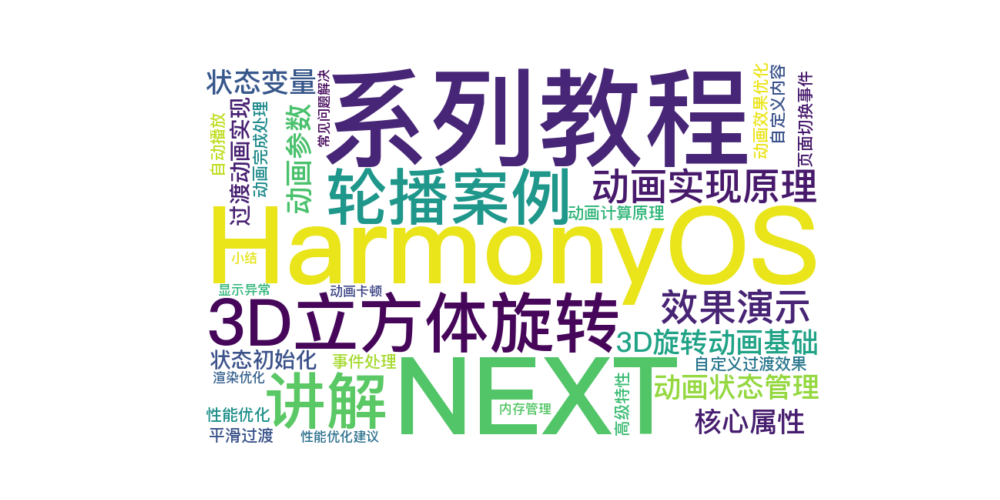 状态变量
常见问题解决
系列教程
动画效果优化
自定义内容
页面切换事件
自动播放
过渡动画实现
动画完成处理
动画参数
轮播案例
动画实现原理
动画计算原理
HarmonyOS
小结
显示异常
动画卡顿
3D立方体旋转
效果演示
3D旋转动画基础
状态初始化
事件处理
自定义过渡效果
渲染优化
讲解
NEXT
内存管理
高级特性
动画状态管理
性能优化
核心属性
平滑过渡
性能优化建议